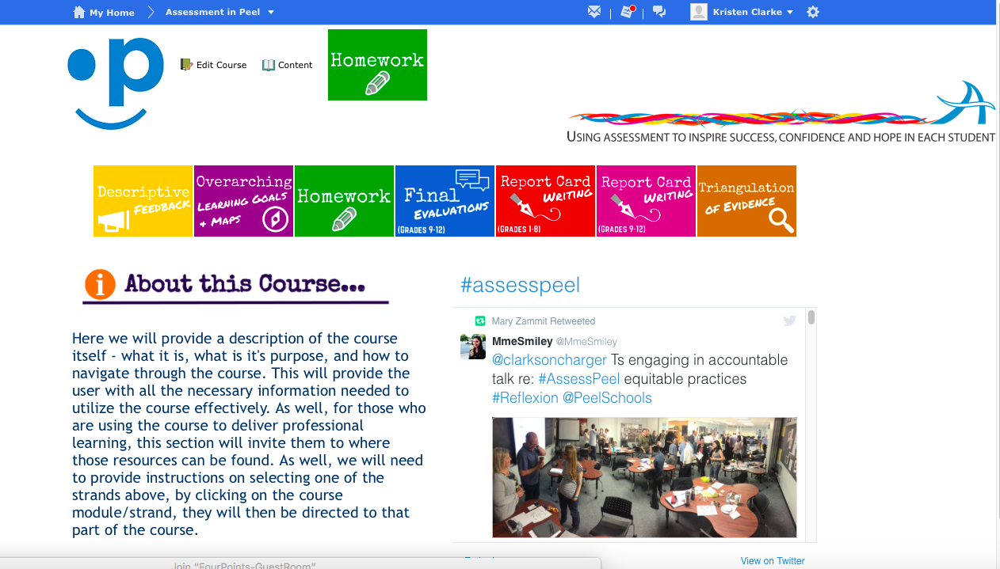 My Home
Assessment in Peel
Kristen Clarke
p
Edit Course
Content
Homework
USING ASSESSMENT TO INSPIRE SUCCESS, CONFIDENCE AND HOPE IN EACH STUDENT
Descriptive
FEEDBACK
Overarching
LEARNING GOALS
+ MAPS
Homework
Final
EVALUATIONS
(GRADES 9-12)
Report Card
WRITING
(GRADES 1-8)
Report Card
WRITING
(GRADES 9-12)
Triangulation
OF EVIDENCE
i About this Course...
Here we will provide a description of the course
itself - what it is, what is it's purpose, and how to
navigate through the course. This will provide the
user with all the necessary information needed to
utilize the course effectively. As well, for those who
are using the course to deliver professional
learning, this section will invite them to where
those resources can be found. As well, we will need
to provide instructions on selecting one of the
strands above, by clicking on the course
module/strand, they will then be directed to that
part of the course.
#assesspeel
Mary Zammit Retweeted
MmeSmiley @MmeSmiley
@clarksoncharger Ts engaging in accountable
talk re: #AssessPeel equitable practices
#Reflexion @PeelSchools
View on Twitter
Join "FourPoints-GuestRoom"